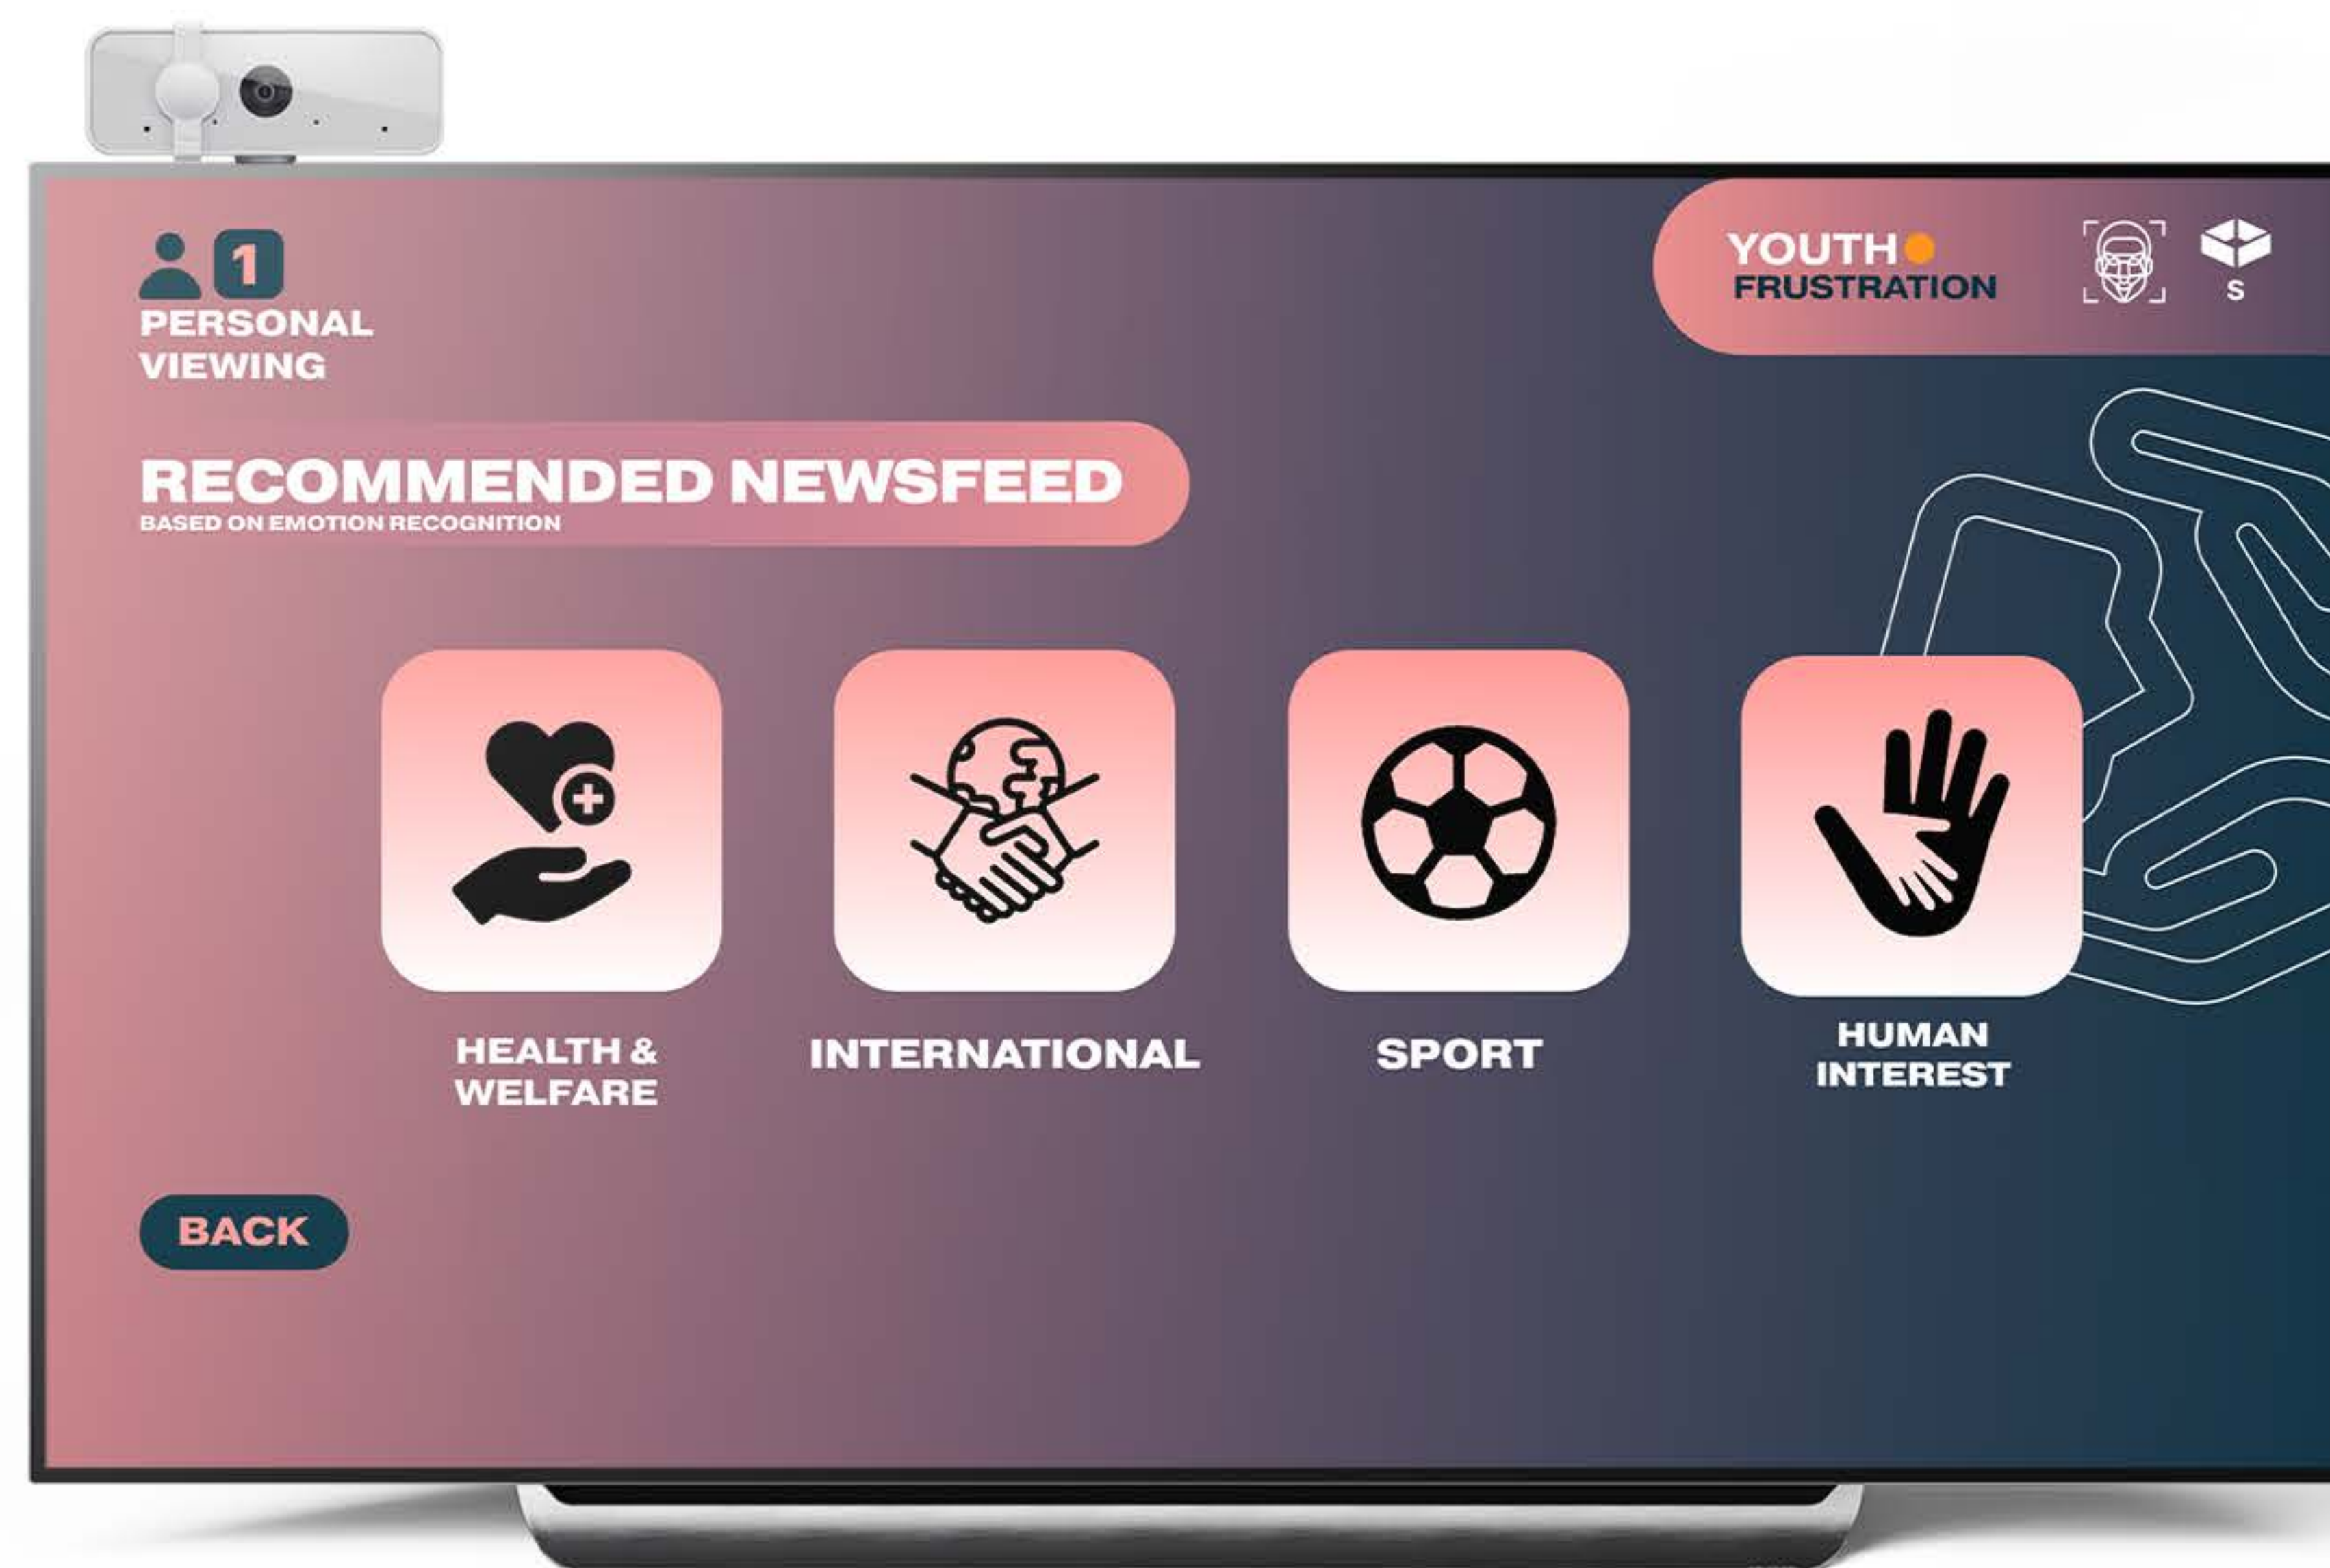 1
PERSONAL
VIEWING
YOUTH
FRUSTRATION
S
RECOMMENDED NEWSFEED
BASED ON EMOTION RECOGNITION
HEALTH &
WELFARE
INTERNATIONAL
SPORT
HUMAN
INTEREST
BACK